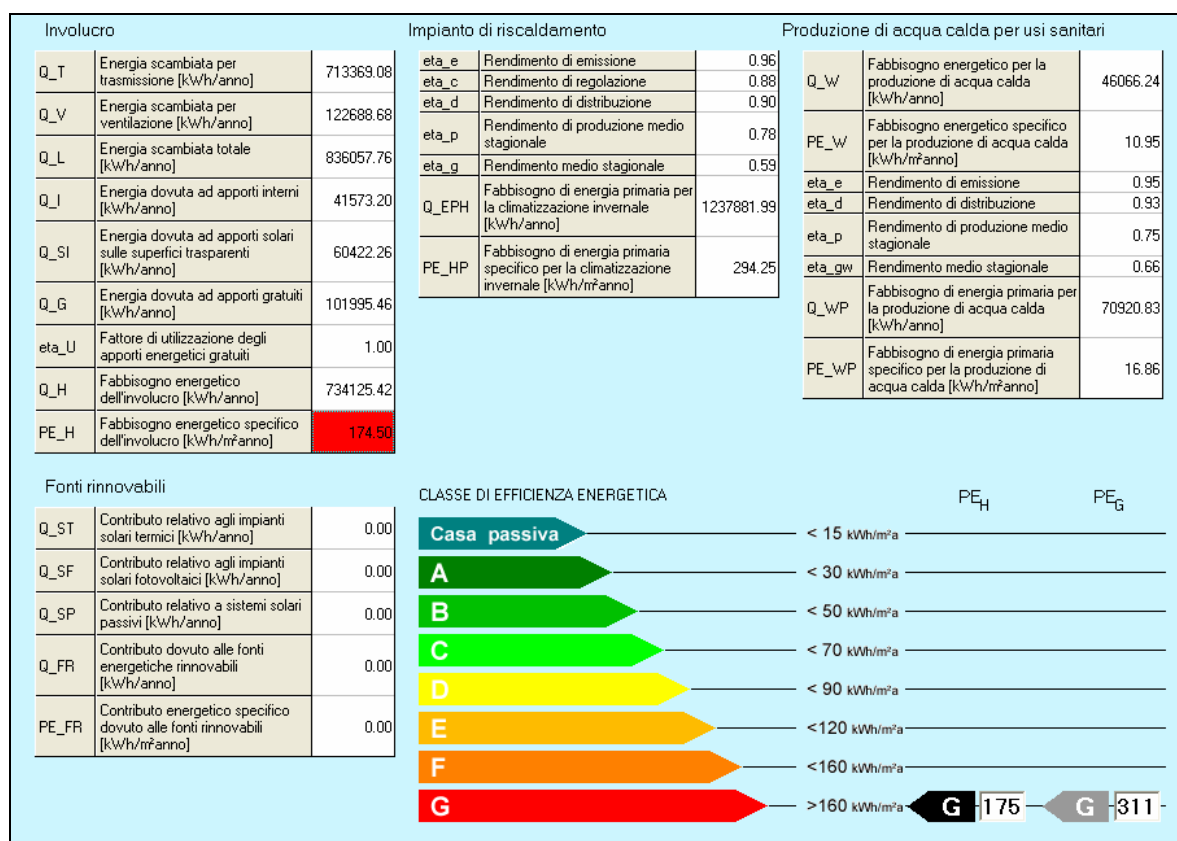 Involucro
Q_T Energia scambiata per
trasmissione [kWh/anno] 713369.08
Q_V Energia scambiata per
ventilazione [kWh/anno] 122688.68
Q_L Energia scambiata totale
[kWh/anno] 836057.76
Q_I Energia dovuta ad apporti interni
[kWh/anno] 41573.20
Q_SI Energia dovuta ad apporti solari
sulle superfici trasparenti
[kWh/anno] 60422.26
Q_G Energia dovuta ad apporti gratuiti
[kWh/anno] 101995.46
eta_U Fattore di utilizzazione degli
apporti energetici gratuiti 1.00
Q_H Fabbisogno energetico
dell'involucro [kWh/anno] 734125.42
PE_H Fabbisogno energetico specifico
dell'involucro [kWh/m²anno] 174.50
Impianto di riscaldamento
eta_e Rendimento di emissione 0.96
eta_c Rendimento di regolazione 0.88
eta_d Rendimento di distribuzione 0.90
eta_p Rendimento di produzione medio
stagionale 0.78
eta_g Rendimento medio stagionale 0.59
Q_EPH Fabbisogno di energia primaria per
la climatizzazione invernale
[kWh/anno] 1237881.99
PE_HP Fabbisogno di energia primaria
specifico per la climatizzazione
invernale [kWh/m²anno] 294.25
Produzione di acqua calda per usi sanitari
Q_W Fabbisogno energetico per la
produzione di acqua calda
[kWh/anno] 46066.24
PE_W Fabbisogno energetico specifico
per la produzione di acqua calda
[kWh/m²anno] 10.95
eta_e Rendimento di emissione 0.95
eta_d Rendimento di distribuzione 0.93
eta_p Rendimento di produzione medio
stagionale 0.75
eta_gw Rendimento medio stagionale 0.66
Q_WP Fabbisogno di energia primaria per
la produzione di acqua calda
[kWh/anno] 70920.83
PE_WP Fabbisogno di energia primaria
specifico per la produzione di
acqua calda [kWh/m²anno] 16.86
Fonti rinnovabili
Q_ST Contributo relativo agli impianti
solari termici [kWh/anno] 0.00
Q_SF Contributo relativo agli impianti
solari fotovoltaici [kWh/anno] 0.00
Q_SP Contributo relativo a sistemi solari
passivi [kWh/anno] 0.00
Q_FR Contributo dovuto alle fonti
energetiche rinnovabili
[kWh/anno] 0.00
PE_FR Contributo energetico specifico
dovuto alle fonti rinnovabili
[kWh/m²anno] 0.00
CLASSE DI EFFICIENZA ENERGETICA PE_H PE_G
Casa passiva < 15 kWh/m²a
A < 30 kWh/m²a
B < 50 kWh/m²a
C < 70 kWh/m²a
D < 90 kWh/m²a
E <120 kWh/m²a
F <160 kWh/m²a
G >160 kWh/m²a G 175 G 311